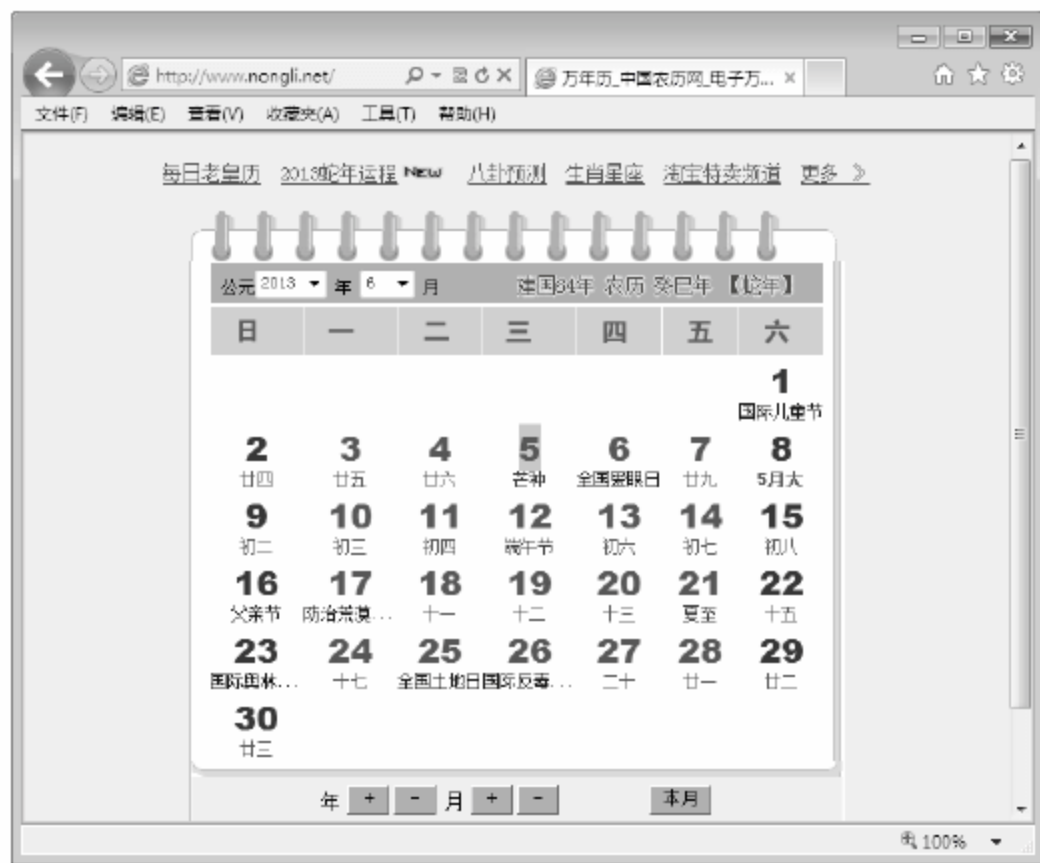 http://www.nongli.net/
万年历_中国农历网_电子万... ×
文件(F) 编辑(E) 查看(V) 收藏夹(A) 工具(T) 帮助(H)
每日老皇历 2013蛇年运程 NEW 八卦预测 生肖星座 淘宝特卖频道 更多 》
公元 2013 年 6 月 建国64年 农历 癸巳年 【蛇年】
日 一 二 三 四 五 六
1
国际儿童节
2 3 4 5 6 7 8
廿四 廿五 廿六 芒种 全国爱眼日 廿九 5月大
9 10 11 12 13 14 15
初二 初三 初四 端午节 初六 初七 初八
16 17 18 19 20 21 22
父亲节 防治荒漠... 十一 十二 十三 夏至 十五
23 24 25 26 27 28 29
国际奥林... 十七 全国土地日 国际反毒... 二十 廿一 廿二
30
廿三
年 + - 月 + - 本月
100%